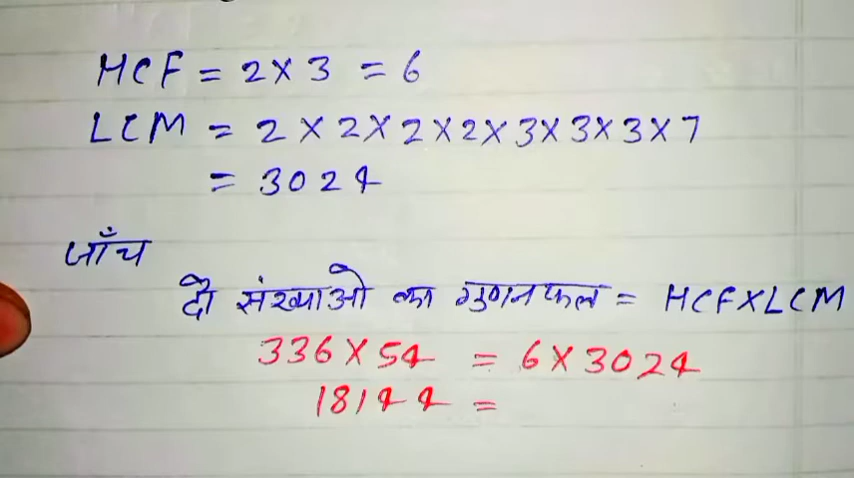 HCF = 2 × 3 = 6
LCM = 2 × 2 × 2 × 2 × 3 × 3 × 3 × 7
= 3024
जाँच
दो संख्याओ का गुणनफल = HCF × LCM
336 × 54 = 6 × 3024
18144 =